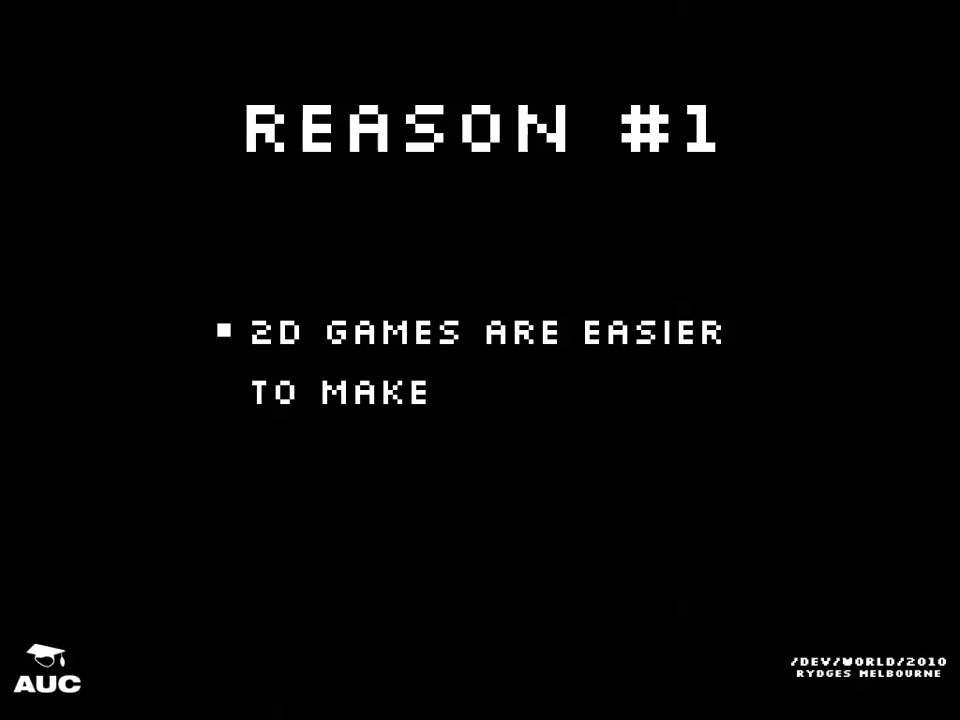 REASON #1
2D GAMES ARE EASIER
TO MAKE
AUC
/DEV/WORLD/2010
RYDGES MELBOURNE